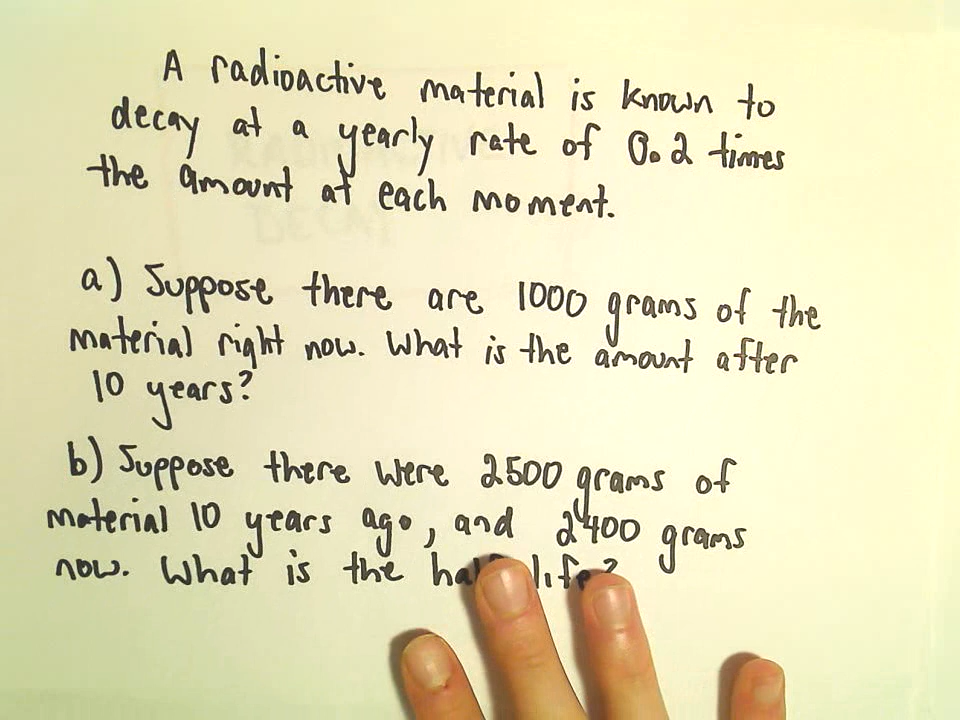 A radioactive material is known to
decay at a yearly rate of 0.2 times
the amount at each moment.
a) Suppose there are 1000 grams of the
material right now. What is the amount after
10 years?
b) Suppose there were 2500 grams of
material 10 years ago, and 2400 grams
now. What is the half life?